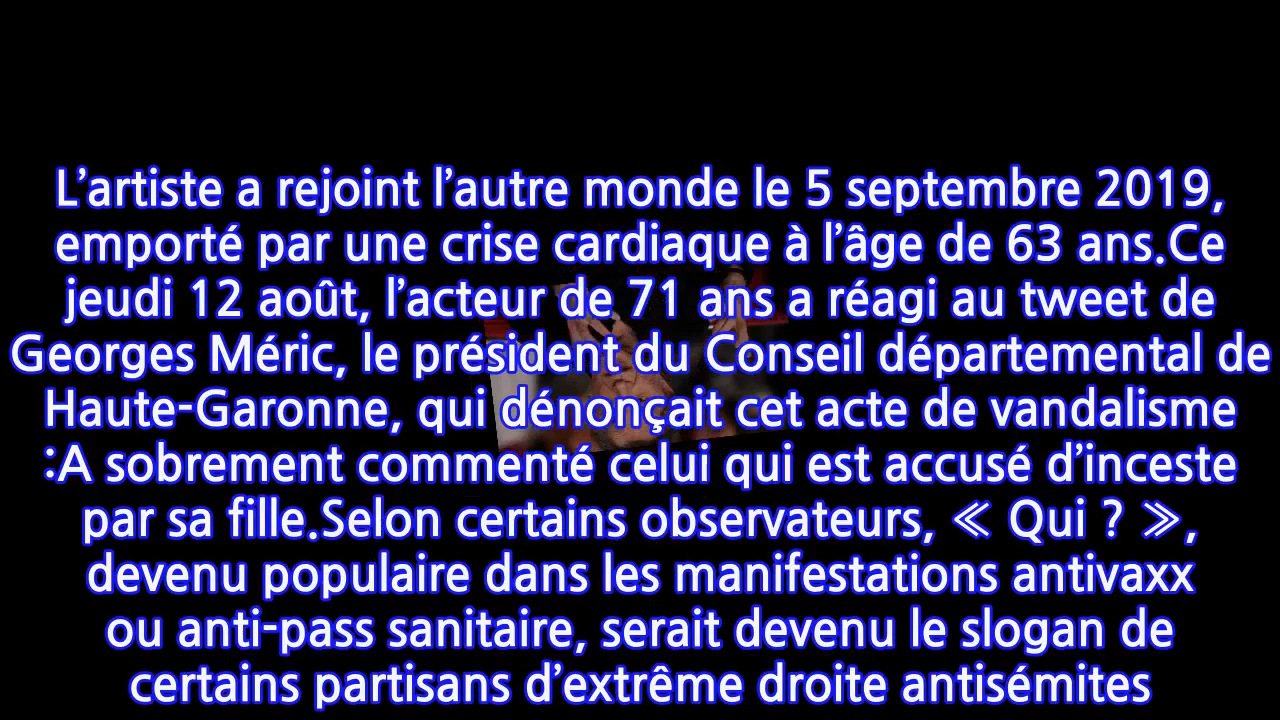 L’artiste a rejoint l’autre monde le 5 septembre 2019,
emporté par une crise cardiaque à l’âge de 63 ans.Ce
jeudi 12 août, l’acteur de 71 ans a réagi au tweet de
Georges Méric, le président du Conseil départemental de
Haute-Garonne, qui dénonçait cet acte de vandalisme
:A sobrement commenté celui qui est accusé d’inceste
par sa fille.Selon certains observateurs, ≪ Qui ? ≫,
devenu populaire dans les manifestations antivaxx
ou anti-pass sanitaire, serait devenu le slogan de
certains partisans d’extrême droite antisémites